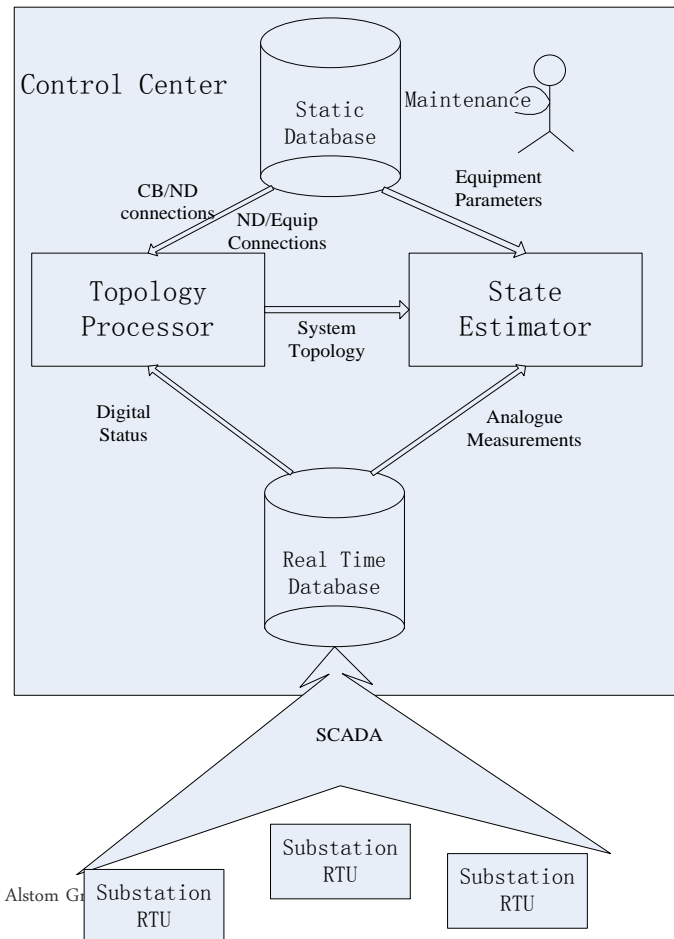 Control Center
Static
Database
Maintenance
CB/ND
connections
ND/Equip
Connections
Equipment
Parameters
Topology
Processor
System
Topology
State
Estimator
Digital
Status
Analogue
Measurements
Real Time
Database
SCADA
Substation
RTU
Substation
RTU
Alstom
Substation
RTU